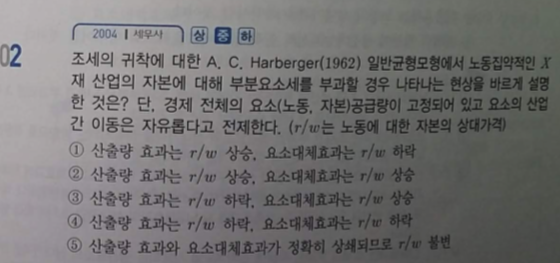 2004 세무사 상 중 하
02
조세의 귀착에 대한 A. C. Harberger(1962) 일반균형모형에서 노동집약적인 X
재 산업의 자본에 대해 부분요소세를 부과할 경우 나타나는 현상을 바르게 설명
한 것은? 단, 경제 전체의 요소(노동, 자본)공급량이 고정되어 있고 요소의 산업
간 이동은 자유롭다고 전제한다. (r/w는 노동에 대한 자본의 상대가격)
① 산출량 효과는 r/w 상승, 요소대체효과는 r/w 하락
② 산출량 효과는 r/w 상승, 요소대체효과는 r/w 상승
③ 산출량 효과는 r/w 하락, 요소대체효과는 r/w 상승
④ 산출량 효과는 r/w 하락, 요소대체효과는 r/w 하락
⑤ 산출량 효과와 요소대체효과가 정확히 상쇄되므로 r/w 불변